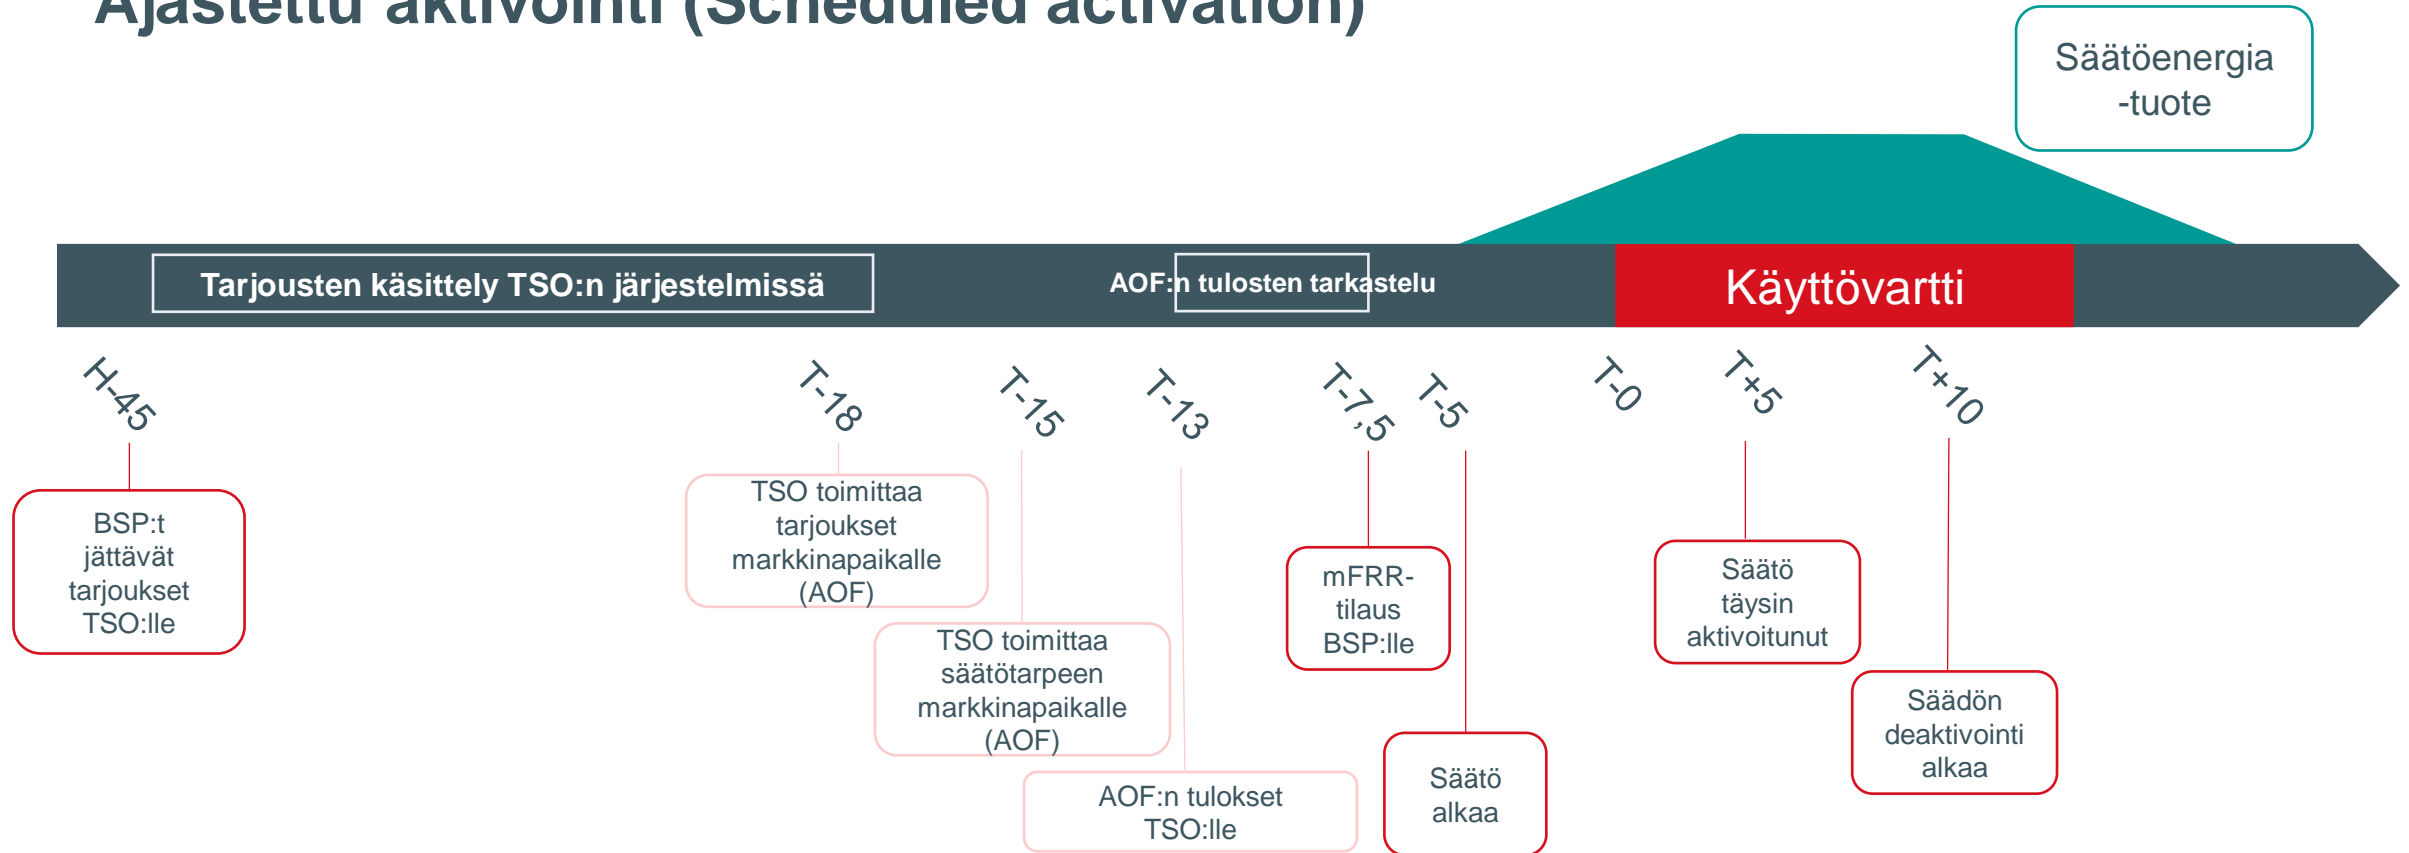 Ajastettu aktivointi (Scheduled activation)
Säätöenergia
-tuote
Tarjousten käsittely TSO:n järjestelmissä
AOF:n tulosten tarkastelu
Käyttövartti
H-45
T-18
T-15
T-13
T-7,5
T-5
T-0
T+5
T+10
BSP:t
jättävät
tarjoukset
TSO:lle
TSO toimittaa
tarjoukset
markkinapaikalle
(AOF)
TSO toimittaa
säätötarpeen
markkinapaikalle
(AOF)
AOF:n tulokset
TSO:lle
mFRR-
tilaus
BSP:lle
Säätö
alkaa
Säätö
täysin
aktivoitunut
Säädön
deaktivointi
alkaa